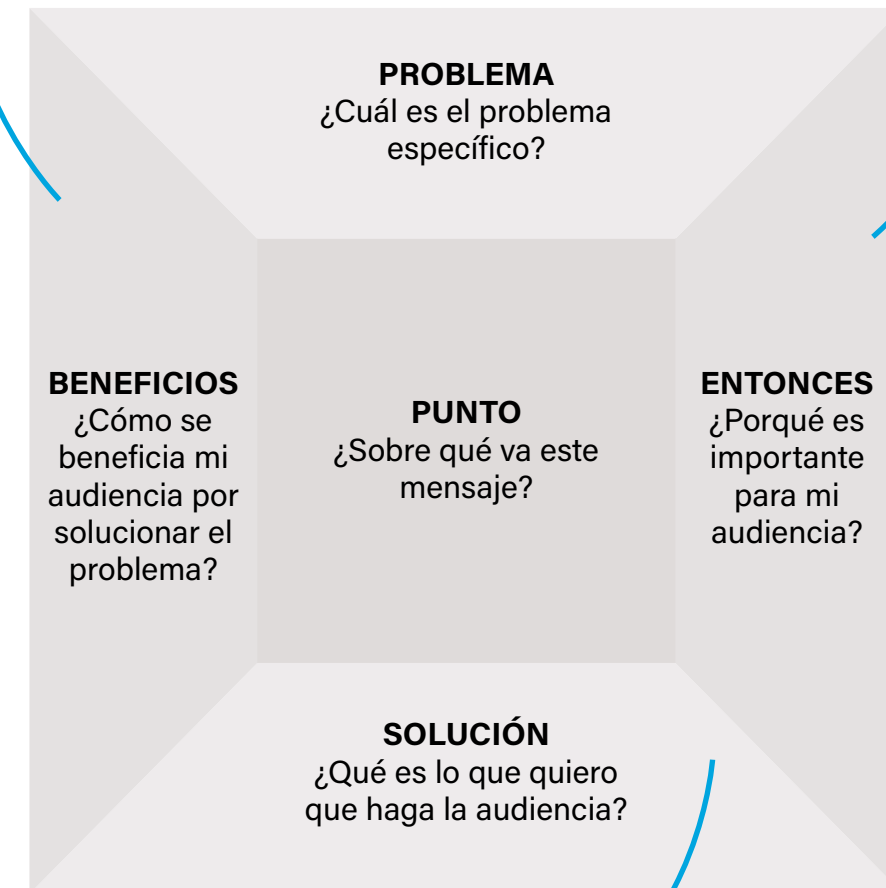 PROBLEMA
¿Cuál es el problema
específico?
BENEFICIOS
¿Cómo se
beneficia mi
audiencia por
solucionar el
problema?
PUNTO
¿Sobre qué va este
mensaje?
ENTONCES
¿Porqué es
importante
para mi
audiencia?
SOLUCIÓN
¿Qué es lo que quiero
que haga la audiencia?